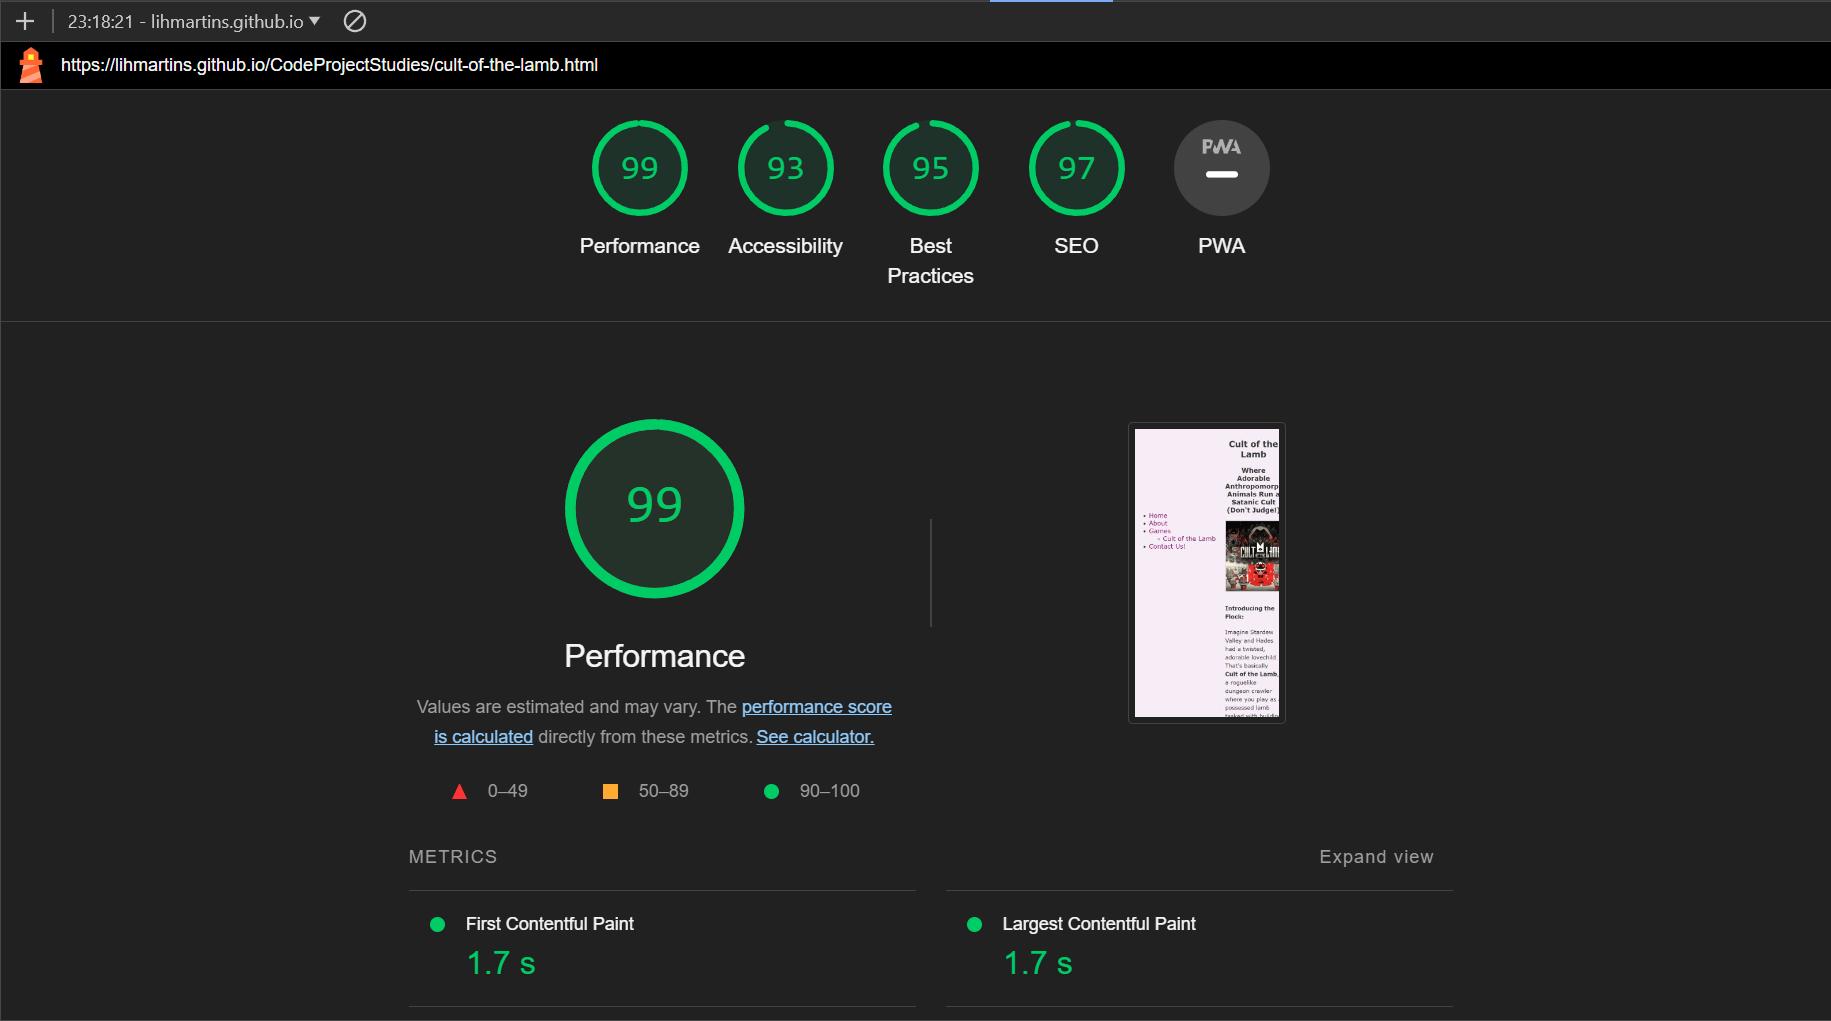 23:18:21 - lihmartins.github.io
https://lihmartins.github.io/CodeProjectStudies/cult-of-the-lamb.html
99
93
95
97
PWA
Performance
Accessibility
Best
Practices
SEO
PWA
99
Performance
Values are estimated and may vary. The performance score
is calculated directly from these metrics. See calculator.
0–49
50–89
90–100
Cult of the
Lamb
Where
Adorable
Anthropomorp
Animals Run a
Satanic Cult
(Don't Judge!)
Home
About
Games
Cult of the Lamb
Contact Us!
Introducing the
Flock:
Imagine Stardew
Valley and Hades
had a twisted,
adorable lovechild
That's basically
Cult of the Lamb,
a roguelike
dungeon crawler
where you play as
possessed lamb
tasked with buildin
METRICS
Expand view
First Contentful Paint
1.7 s
Largest Contentful Paint
1.7 s